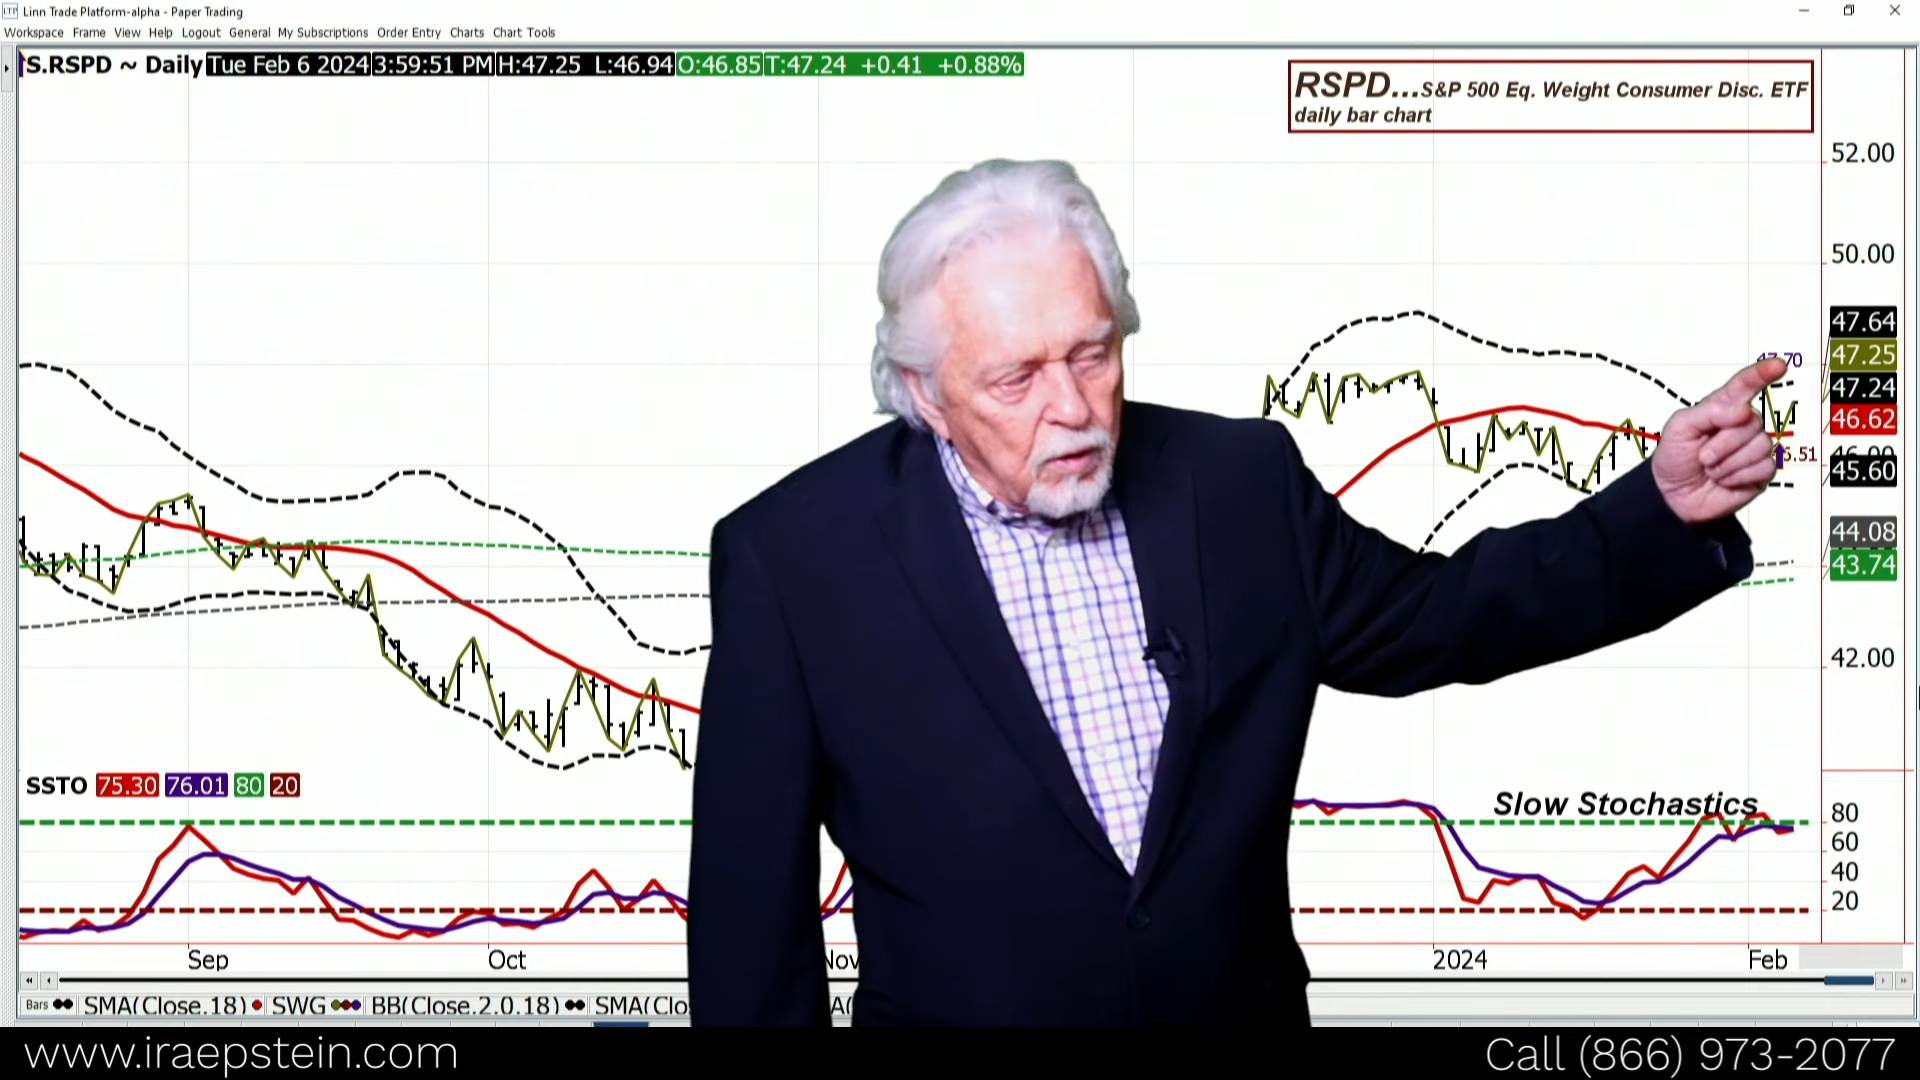 Linn Trade Platform-alpha - Paper Trading
Workspace Frame View Help Logout General My Subscriptions Order Entry Charts Chart Tools
S.RSPD ~ Daily Tue Feb 6 2024 3:59:51 PM H:47.25 L:46.94 O:46.85 T:47.24 +0.41 +0.88%
RSPD...S&P 500 Eq. Weight Consumer Disc. ETF
daily bar chart
52.00
50.00
47.64
47.25
47.24
46.62
45.60
44.08
43.74
42.00
SSTO 75.30 76.01 80 20
Slow Stochastics
80
60
40
20
Sep Oct Nov 2024 Feb
Bars SMA(Close,18) SWG BB(Close,2.0,18) SMA(Clo
www.iraepstein.com
Call (866) 973-2077